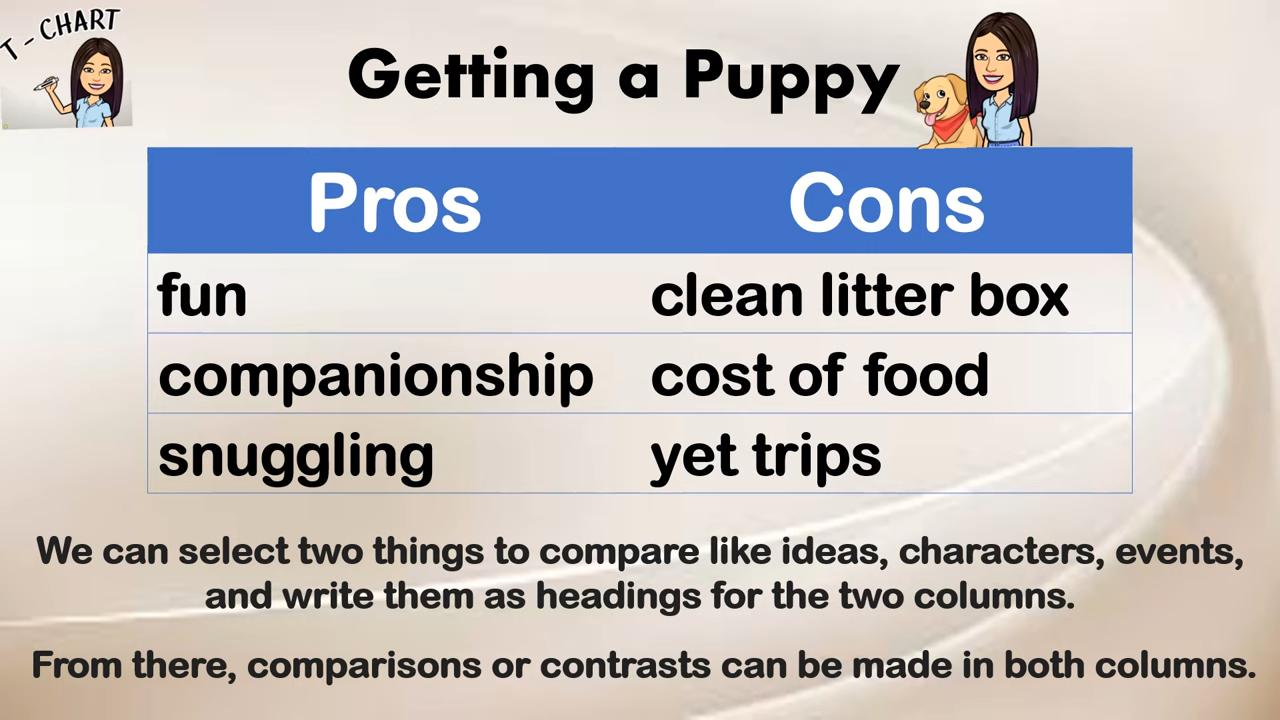 T - CHART
Getting a Puppy
Pros Cons
fun clean litter box
companionship cost of food
snuggling yet trips
We can select two things to compare like ideas, characters, events,
and write them as headings for the two columns.
From there, comparisons or contrasts can be made in both columns.